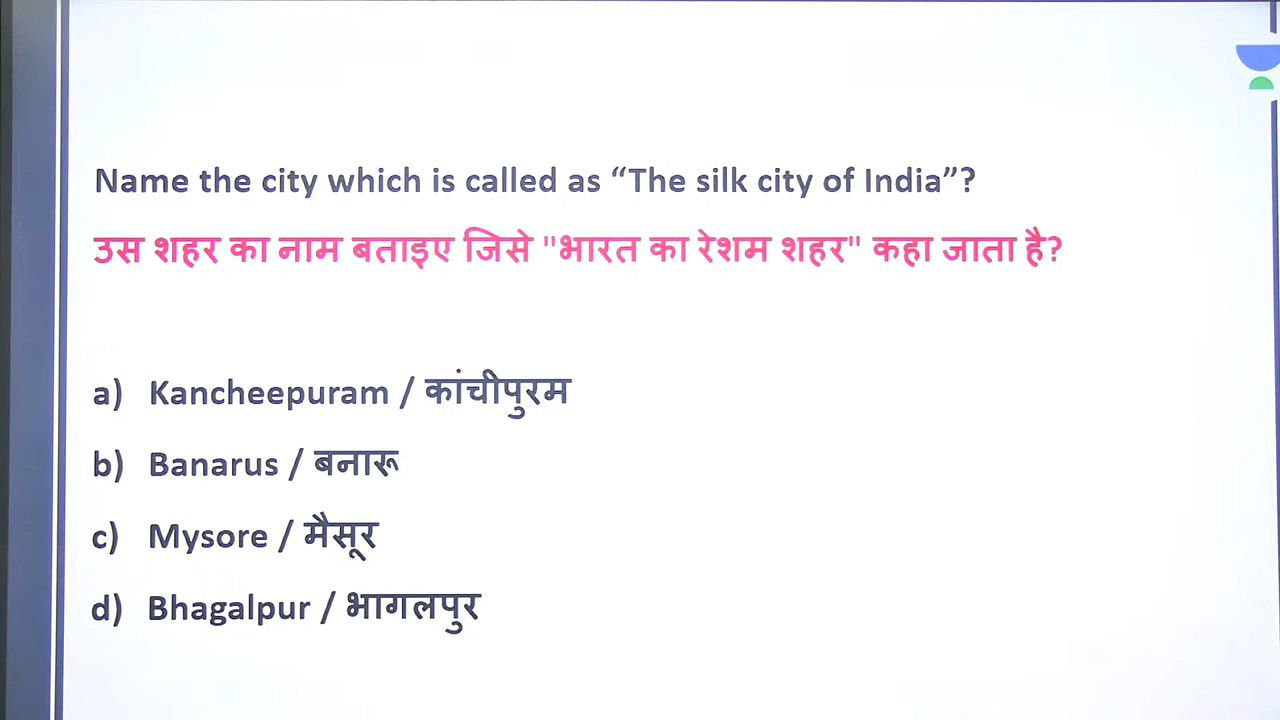 Name the city which is called as “The silk city of India”?
उस शहर का नाम बताइए जिसे "भारत का रेशम शहर" कहा जाता है?
a) Kancheepuram / कांचीपुरम
b) Banarus / बनारू
c) Mysore / मैसूर
d) Bhagalpur / भागलपुर